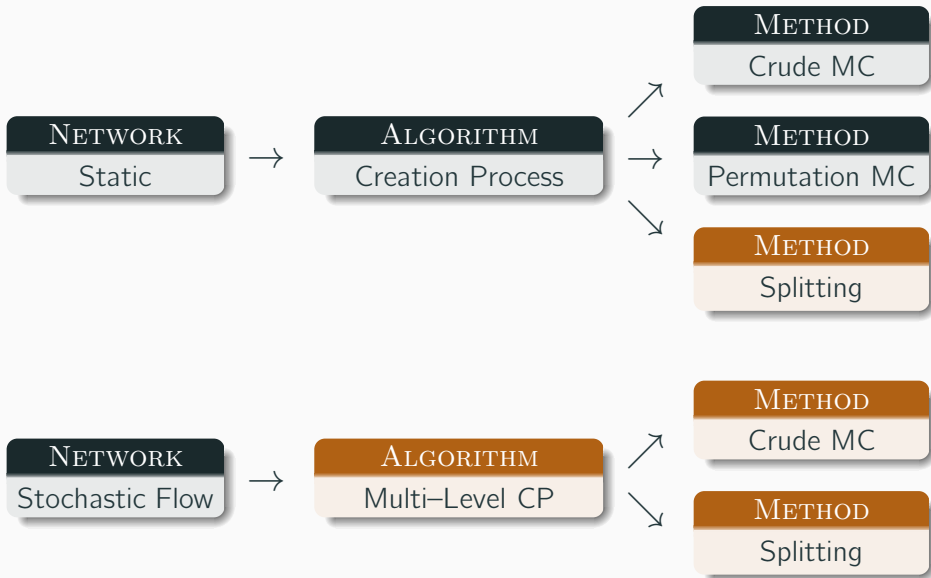 METHOD
Crude MC
NETWORK
Static
→
ALGORITHM
Creation Process
↗
→
↘
METHOD
Permutation MC
METHOD
Splitting
METHOD
Crude MC
NETWORK
Stochastic Flow
→
ALGORITHM
Multi–Level CP
↗
↘
METHOD
Splitting